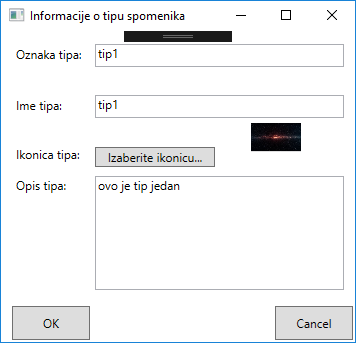 Informacije o tipu spomenika
Oznaka tipa: tip1
Ime tipa: tip1
Ikonica tipa: Izaberite ikonicu...
Opis tipa: ovo je tip jedan
OK Cancel